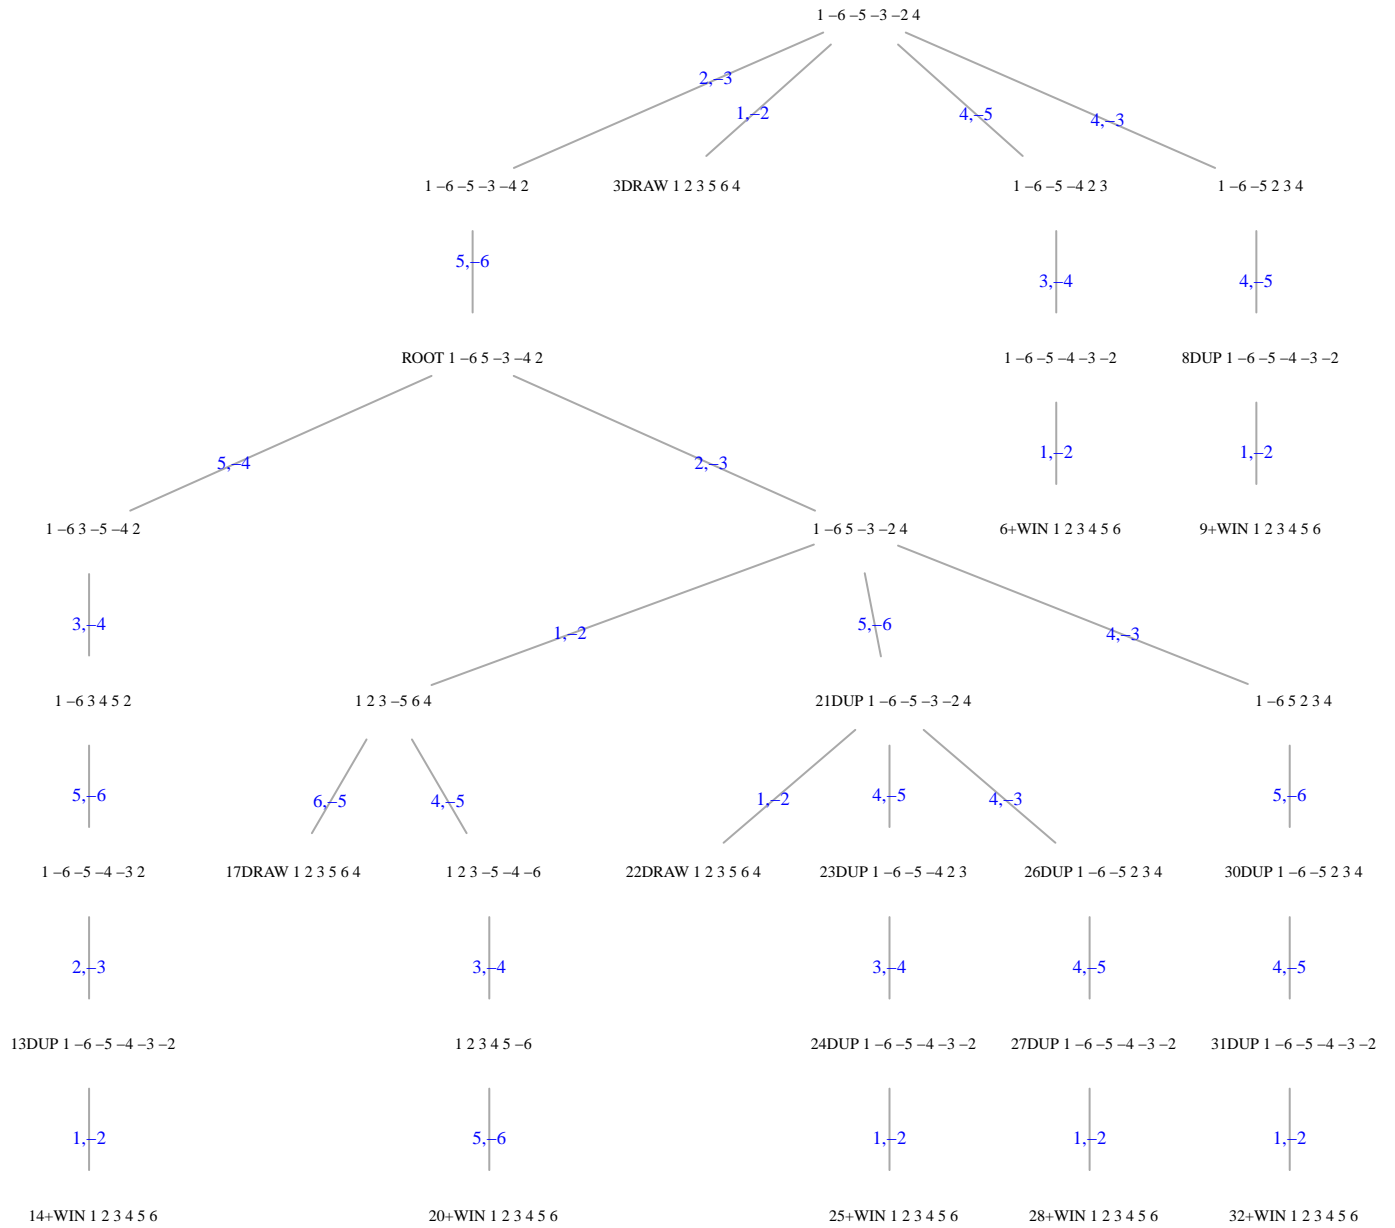 1 –6 –5 –3 –2 4
2,–3
1,–2
4,–5
4,–3
1 –6 –5 –3 –4 2
3DRAW 1 2 3 5 6 4
1 –6 –5 –4 2 3
1 –6 –5 2 3 4
5,–6
3,–4
4,–5
ROOT 1 –6 5 –3 –4 2
1 –6 –5 –4 –3 –2
8DUP 1 –6 –5 –4 –3 –2
5,–4
2,–3
1,–2
1,–2
1 –6 3 –5 –4 2
1 –6 5 –3 –2 4
6+WIN 1 2 3 4 5 6
9+WIN 1 2 3 4 5 6
3,–4
1,–2
5,–6
4,–3
1 –6 3 4 5 2
1 2 3 –5 6 4
21DUP 1 –6 –5 –3 –2 4
1 –6 5 2 3 4
5,–6
6,–5
4,–5
1,–2
4,–5
4,–3
5,–6
1 –6 –5 –4 –3 2
17DRAW 1 2 3 5 6 4
1 2 3 –5 –4 –6
22DRAW 1 2 3 5 6 4
23DUP 1 –6 –5 –4 2 3
26DUP 1 –6 –5 2 3 4
30DUP 1 –6 –5 2 3 4
2,–3
3,–4
3,–4
4,–5
4,–5
13DUP 1 –6 –5 –4 –3 –2
1 2 3 4 5 –6
24DUP 1 –6 –5 –4 –3 –2
27DUP 1 –6 –5 –4 –3 –2
31DUP 1 –6 –5 –4 –3 –2
1,–2
5,–6
1,–2
1,–2
1,–2
14+WIN 1 2 3 4 5 6
20+WIN 1 2 3 4 5 6
25+WIN 1 2 3 4 5 6
28+WIN 1 2 3 4 5 6
32+WIN 1 2 3 4 5 6